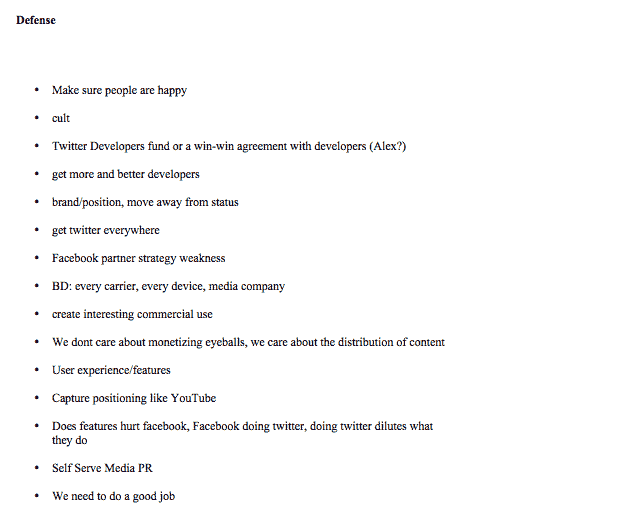 Defense
• Make sure people are happy
• cult
• Twitter Developers fund or a win-win agreement with developers (Alex?)
• get more and better developers
• brand/position, move away from status
• get twitter everywhere
• Facebook partner strategy weakness
• BD: every carrier, every device, media company
• create interesting commercial use
• We dont care about monetizing eyeballs, we care about the distribution of content
• User experience/features
• Capture positioning like YouTube
• Does features hurt facebook, Facebook doing twitter, doing twitter dilutes what
they do
• Self Serve Media PR
• We need to do a good job